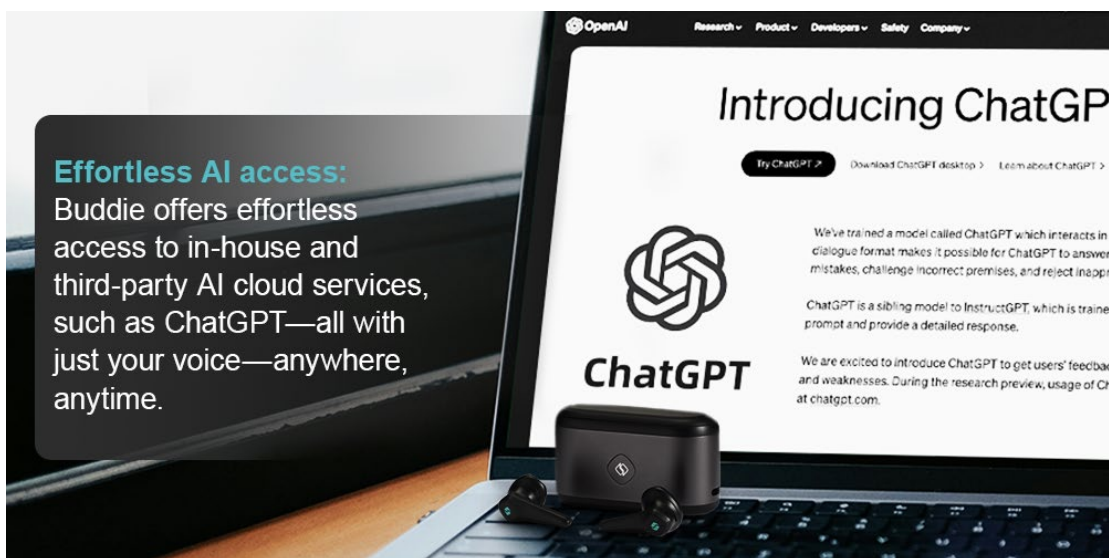 Effortless AI access:
Buddie offers effortless
access to in-house and
third-party AI cloud services,
such as ChatGPT—all with
just your voice—anywhere,
anytime.
OpenAI
Research Product Developers Safety Company
Introducing ChatGP
Try ChatGPT ↗ Download ChatGPT desktop > Learn about ChatGPT >
We've trained a model called ChatGPT which interacts in
dialogue format makes it possible for ChatGPT to answer
mistakes, challenge incorrect premises, and reject inappr
ChatGPT is a sibling model to InstructGPT, which is traine
prompt and provide a detailed response.
We are excited to introduce ChatGPT to get users' feedbac
and weaknesses. During the research preview, usage of Ch
at chatgpt.com.
ChatGPT